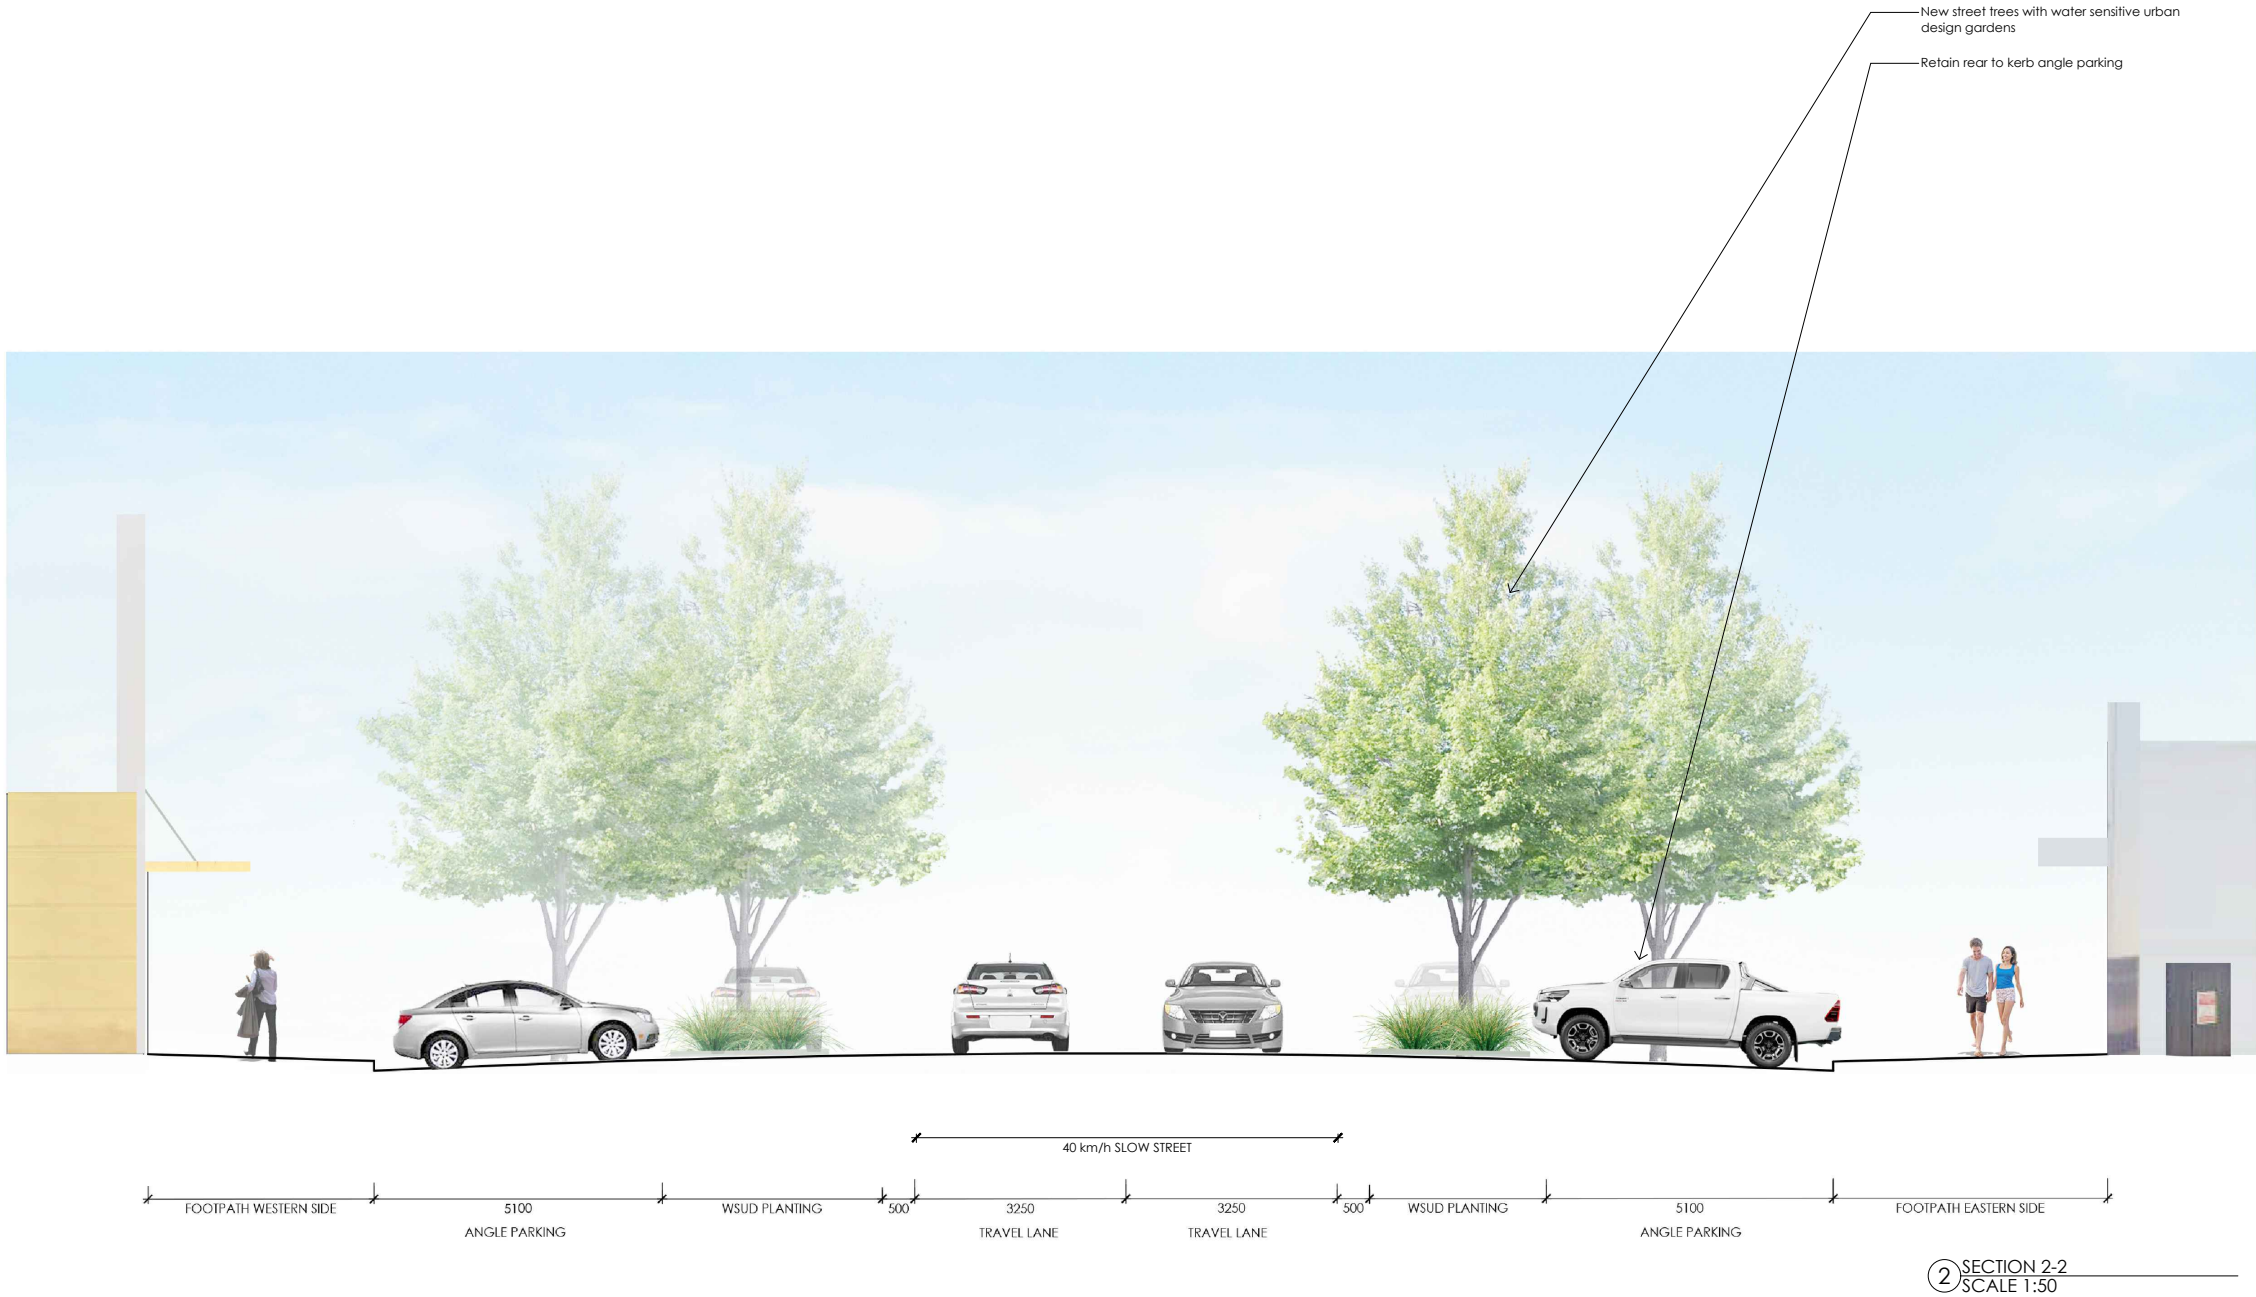 New street trees with water sensitive urban
design gardens
Retain rear to kerb angle parking
40 km/h SLOW STREET
FOOTPATH WESTERN SIDE
5100
ANGLE PARKING
WSUD PLANTING
500
3250
TRAVEL LANE
3250
TRAVEL LANE
500
WSUD PLANTING
5100
ANGLE PARKING
FOOTPATH EASTERN SIDE
2
SECTION 2-2
SCALE 1:50